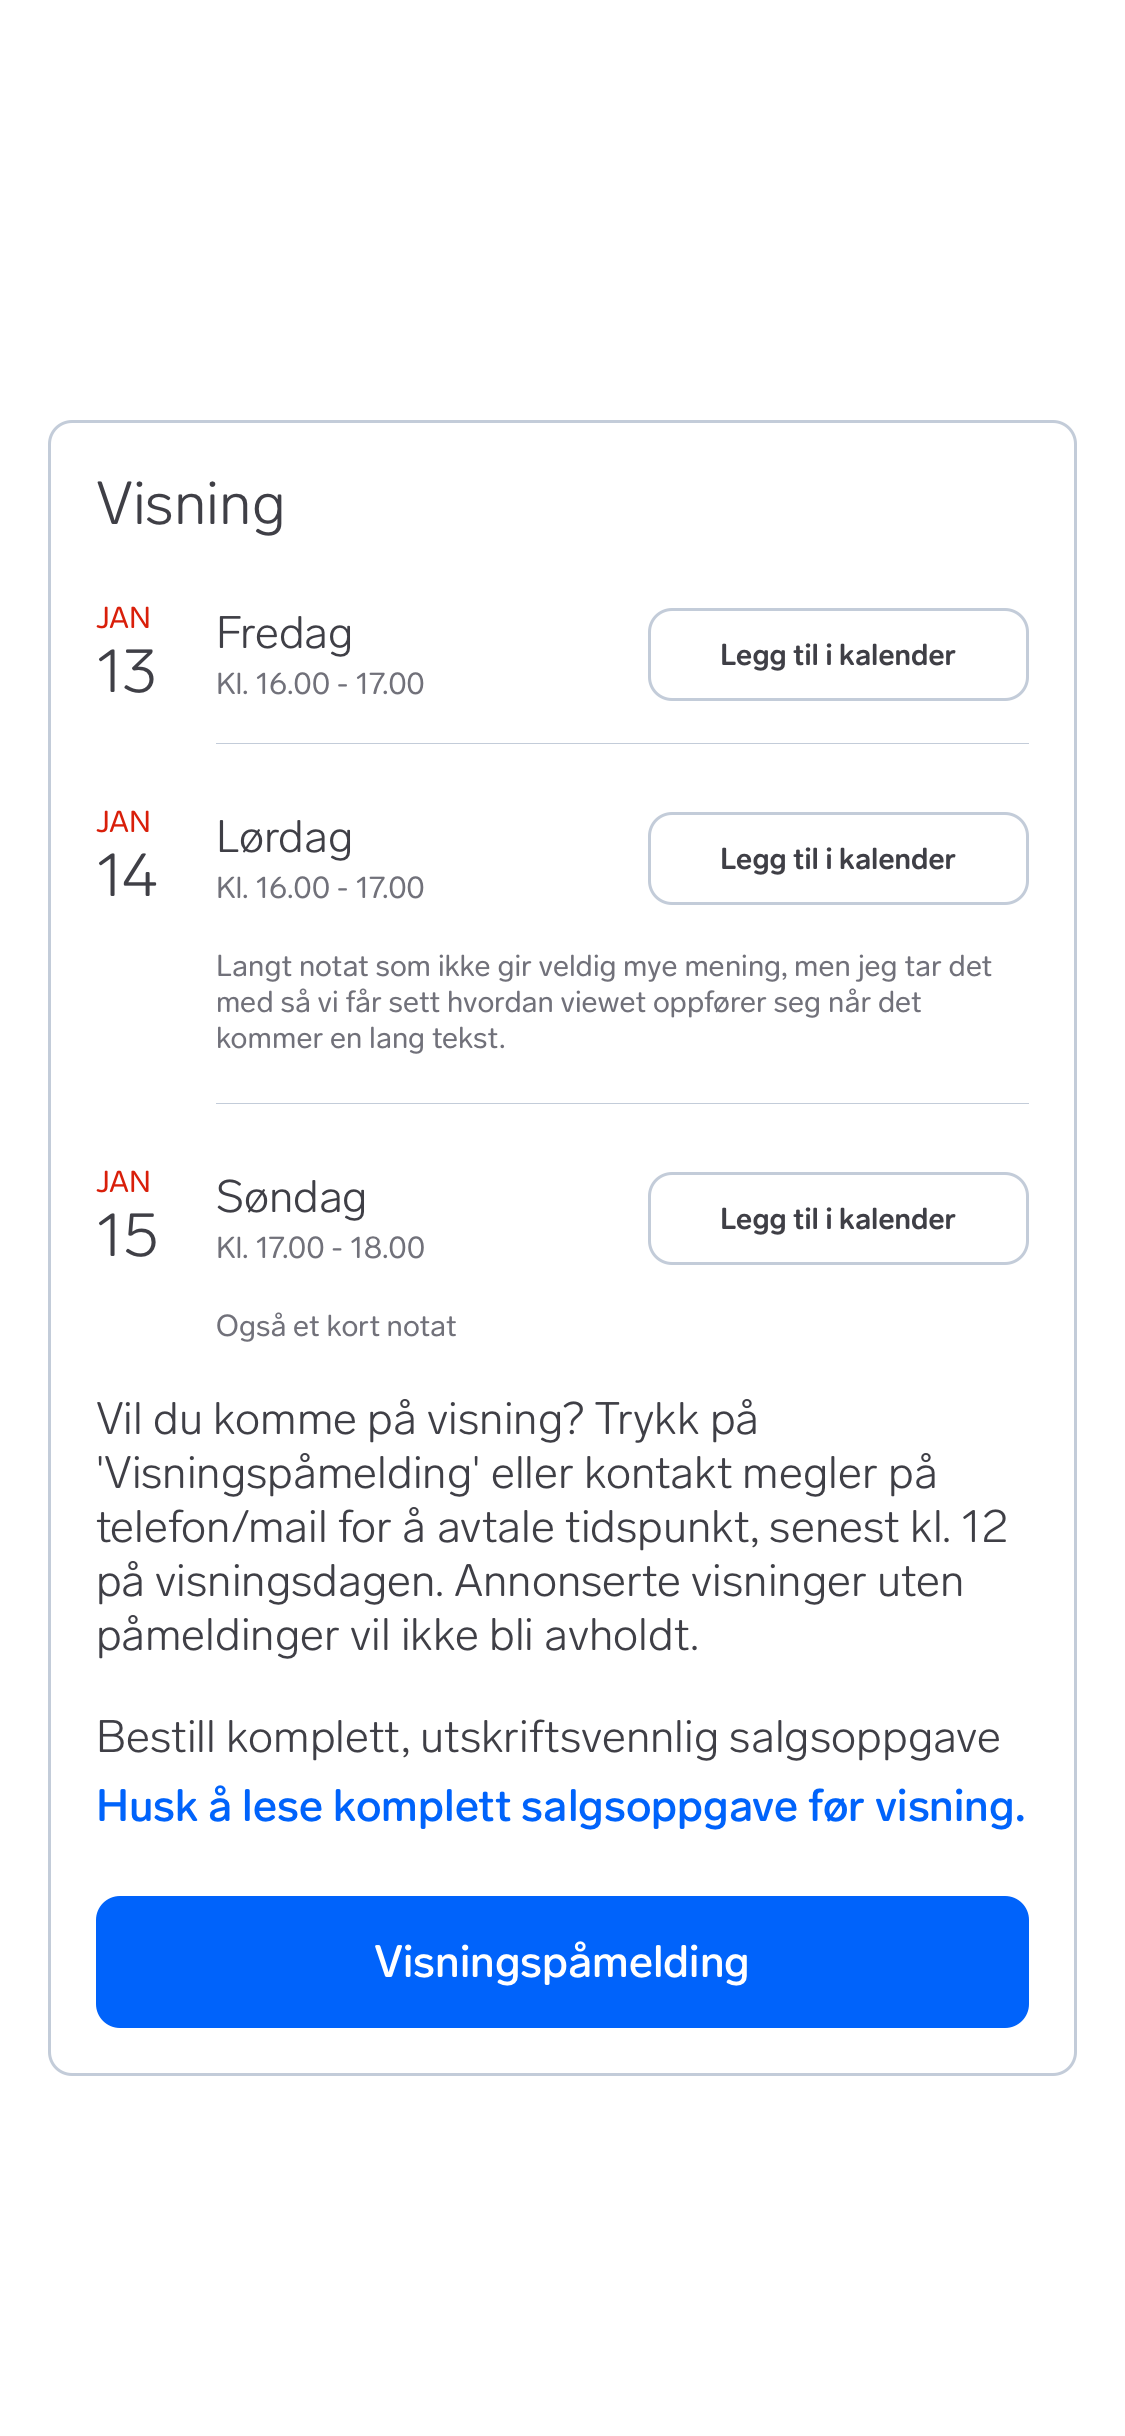 Visning
JAN
13
Fredag
Kl. 16.00 - 17.00
Legg til i kalender
JAN
14
Lørdag
Kl. 16.00 - 17.00
Legg til i kalender
Langt notat som ikke gir veldig mye mening, men jeg tar det
med så vi får sett hvordan viewet oppfører seg når det
kommer en lang tekst.
JAN
15
Søndag
Kl. 17.00 - 18.00
Legg til i kalender
Også et kort notat
Vil du komme på visning? Trykk på
'Visningspåmelding' eller kontakt megler på
telefon/mail for å avtale tidspunkt, senest kl. 12
på visningsdagen. Annonserte visninger uten
påmeldinger vil ikke bli avholdt.
Bestill komplett, utskriftsvennlig salgsoppgave
Husk å lese komplett salgsoppgave før visning.
Visningspåmelding